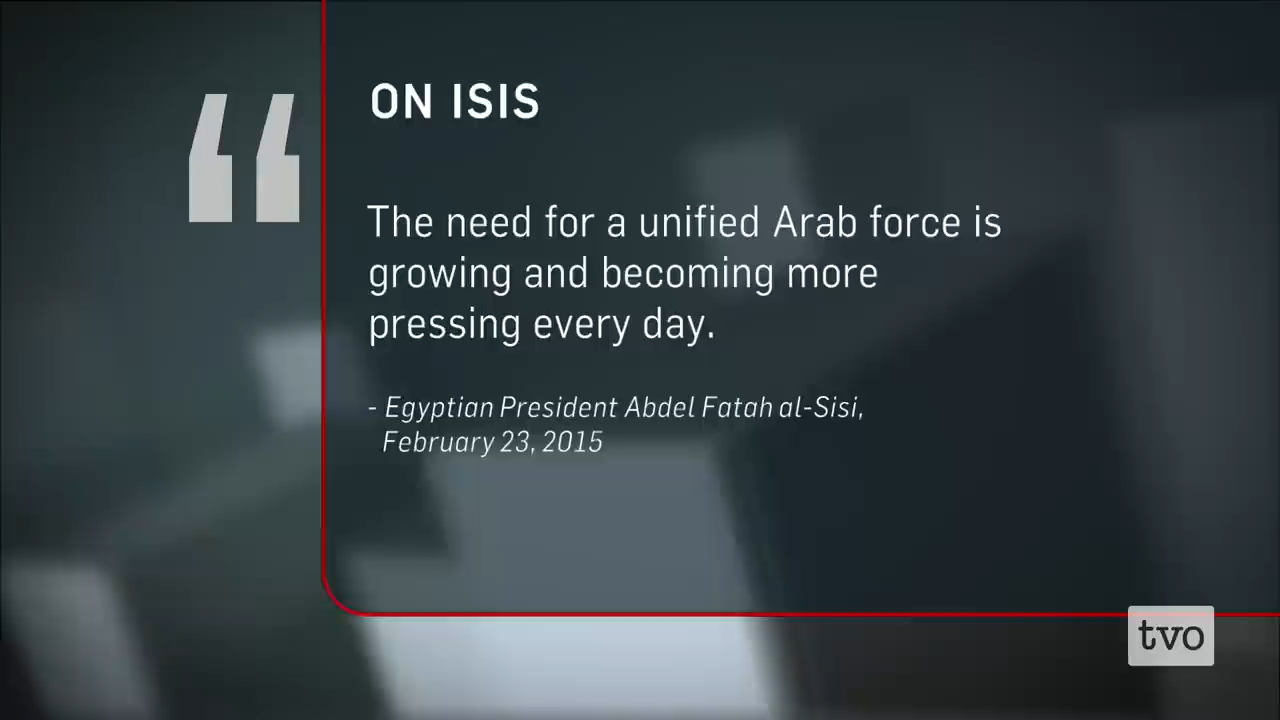 “
ON ISIS
The need for a unified Arab force is
growing and becoming more
pressing every day.
- Egyptian President Abdel Fatah al-Sisi,
February 23, 2015
tvo